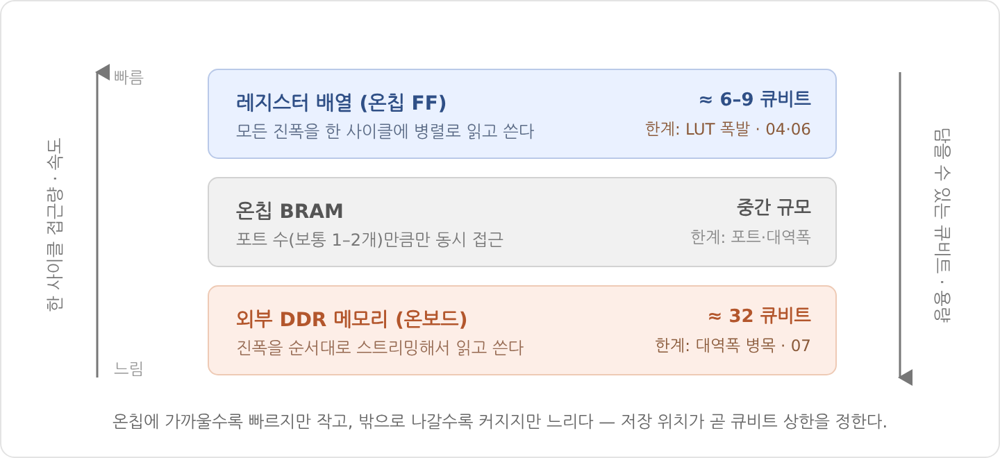 빠름
한 사이클 접근량 · 속도
느림
레지스터 배열 (온칩 FF)
모든 진폭을 한 사이클에 병렬로 읽고 쓴다
≈ 6–9 큐비트
한계: LUT 폭발 · 04·06
온칩 BRAM
포트 수(보통 1–2개)만큼만 동시 접근
중간 규모
한계: 포트·대역폭
외부 DDR 메모리 (온보드)
진폭을 순서대로 스트리밍해서 읽고 쓴다
≈ 32 큐비트
한계: 대역폭 병목 · 07
담을 수 있는 큐비트 · 용량
온칩에 가까울수록 빠르지만 작고, 밖으로 나갈수록 커지지만 느리다 — 저장 위치가 곧 큐비트 상한을 정한다.